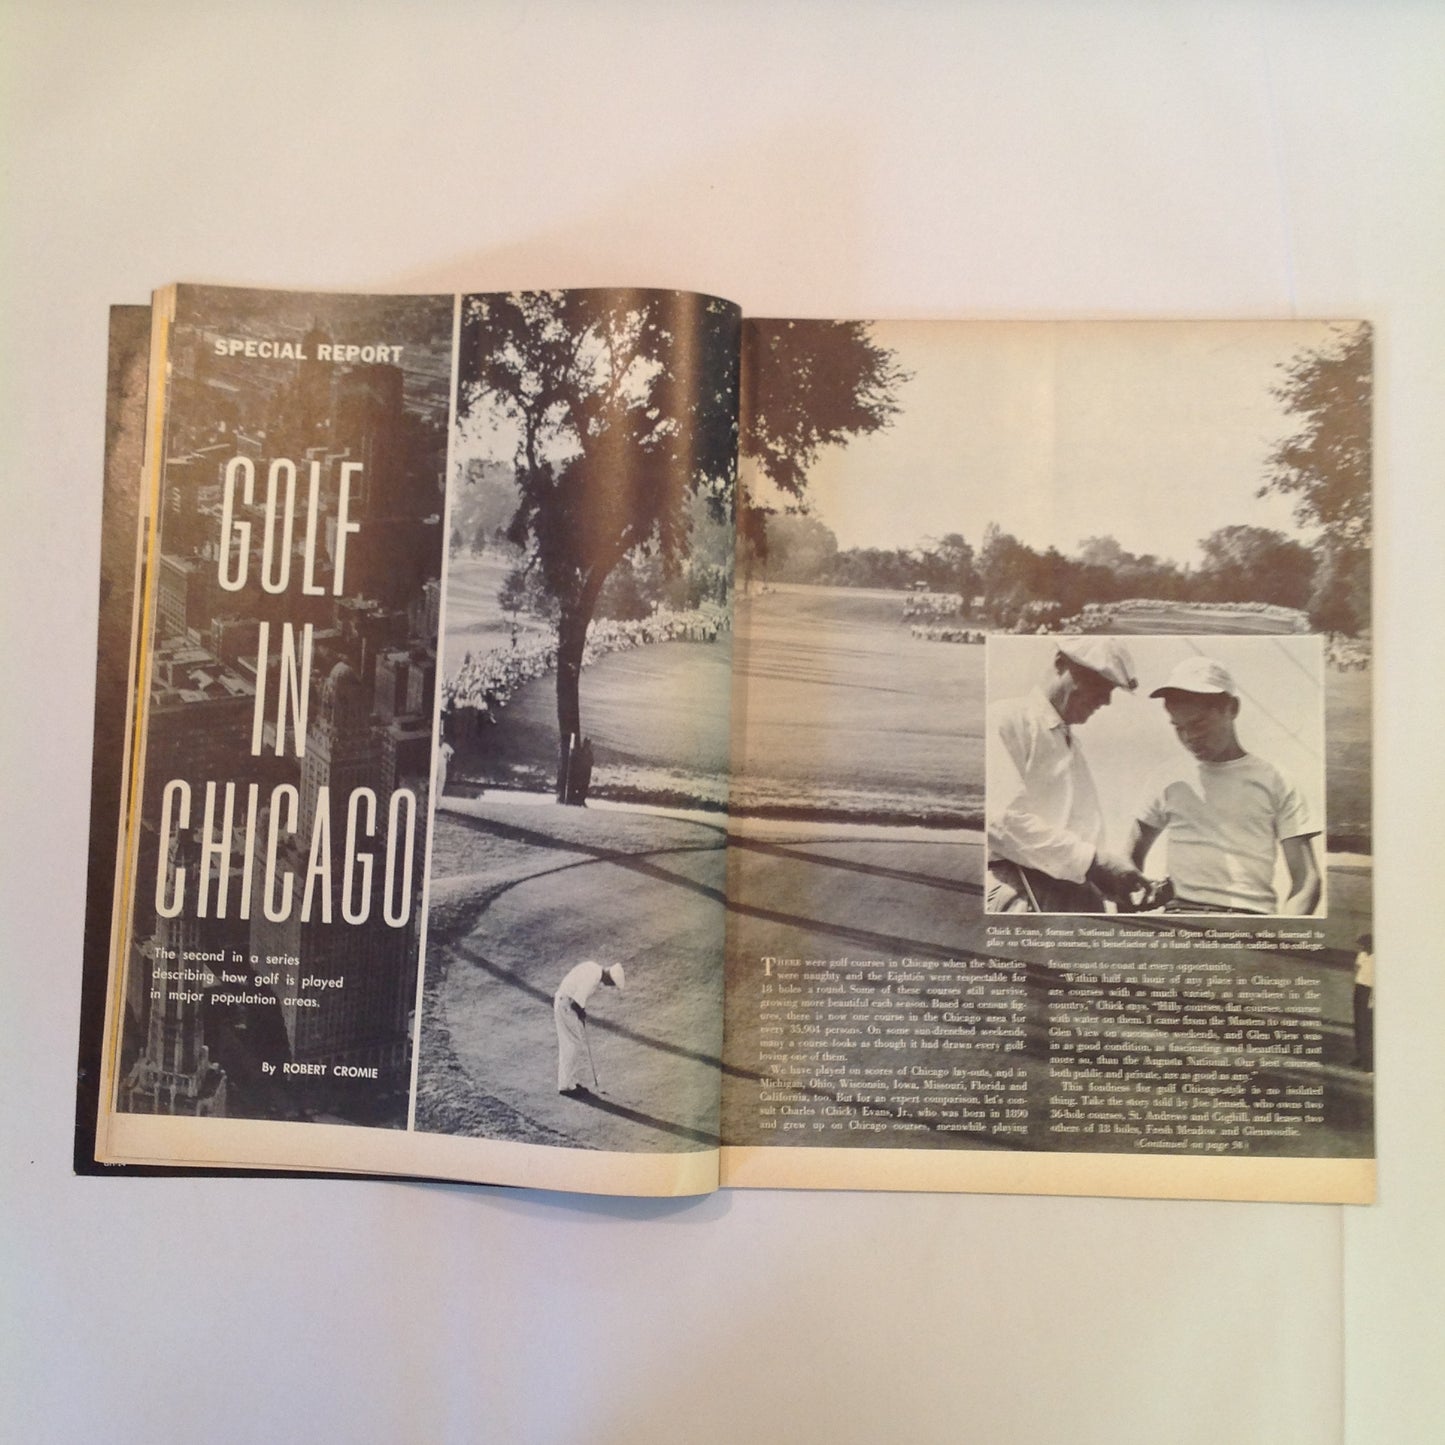 SPECIAL REPORT
GOLF
IN
CHICAGO
The second in a series
describing how golf is played
in major population areas.
By ROBERT CROMIE
Chick Evans, former National Amateur and Open Champion, who learned to
play on Chicago courses, is benefactor of a fund which sends caddies to college.
THERE were golf courses in Chicago when the Nineties
were naughty and the Eighties were respectable for
18 holes a round. Some of these courses still survive,
growing more beautiful each season. Based on census fig-
ures, there is now one course in the Chicago area for
every 35,904 persons. On some sun-drenched weekends,
many a course looks as though it had drawn every golf-
loving one of them.
We have played on scores of Chicago lay-outs, and in
Michigan, Ohio, Wisconsin, Iowa, Missouri, Florida and
California, too. But for an expert comparison, let's con-
sult Charles (Chick) Evans, Jr., who was born in 1890
and grew up on Chicago courses, meanwhile playing
from coast to coast at every opportunity.
"Within half an hour of any place in Chicago there
are courses with as much variety as anywhere in the
country," Chick says. "Hilly courses, flat courses, courses
with water on them. I came from the Masters to our own
Glen View on successive weekends, and Glen View was
in as good condition, as fascinating and beautiful if not
more so, than the Augusta National. Our best courses,
both public and private, are as good as any."
This fondness for golf Chicago-style is no isolated
thing. Take the story told by Joe Jemsek, who owns two
36-hole courses, St. Andrews and Coghill, and leases two
others of 18 holes, Fresh Meadow and Glenwoodie.
(Continued on page